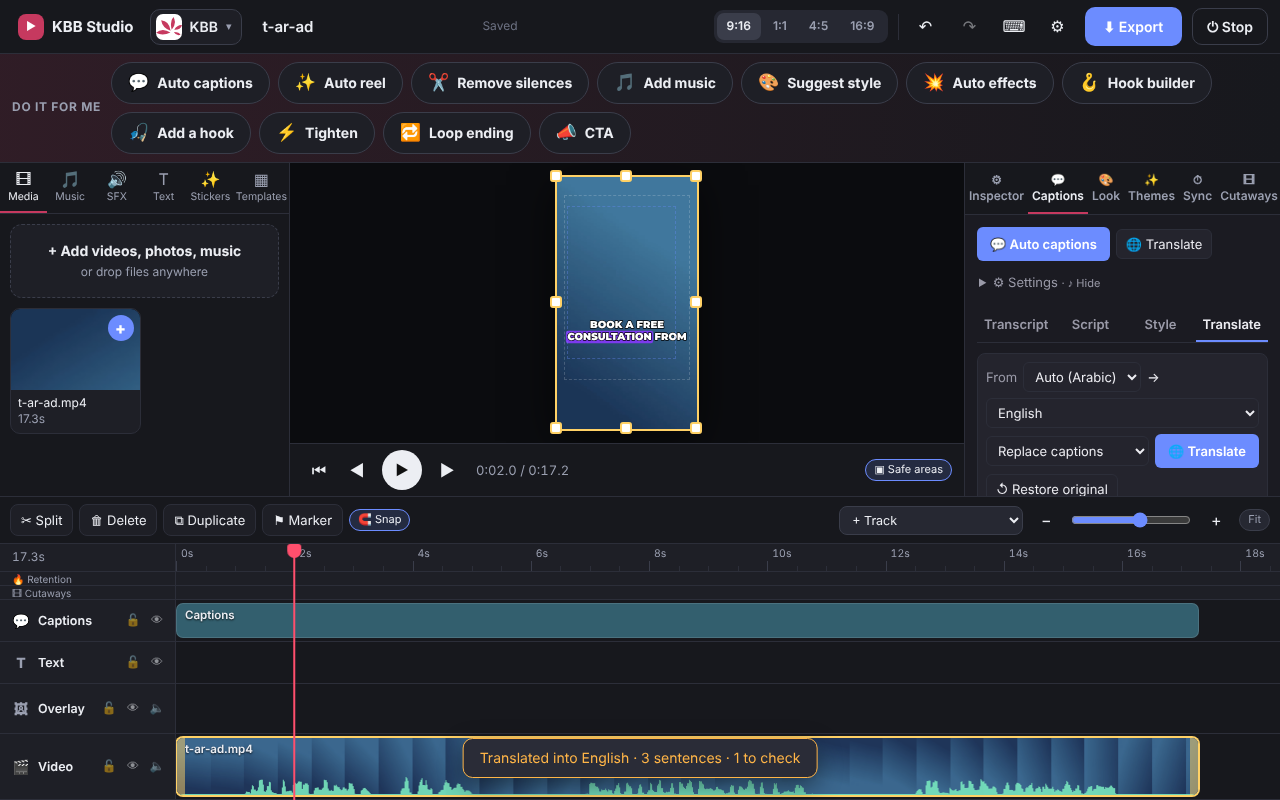 KBB Studio
KBB
t-ar-ad
Saved
9:16 1:1 4:5 16:9
Export
Stop
DO IT FOR ME
Auto captions
Auto reel
Remove silences
Add music
Suggest style
Auto effects
Hook builder
Add a hook
Tighten
Loop ending
CTA
Media
Music
SFX
Text
Stickers
Templates
+ Add videos, photos, music
or drop files anywhere
t-ar-ad.mp4
17.3s
BOOK A FREE
CONSULTATION FROM
0:02.0 / 0:17.2
Safe areas
Inspector
Captions
Look
Themes
Sync
Cutaways
Auto captions
Translate
Settings · ♪ Hide
Transcript
Script
Style
Translate
From Auto (Arabic) →
English
Replace captions
Translate
Restore original
Split
Delete
Duplicate
Marker
Snap
+ Track
Fit
17.3s
0s 2s 4s 6s 8s 10s 12s 14s 16s 18s
Retention
Cutaways
Captions
Captions
T Text
Overlay
Video
t-ar-ad.mp4
Translated into English · 3 sentences · 1 to check